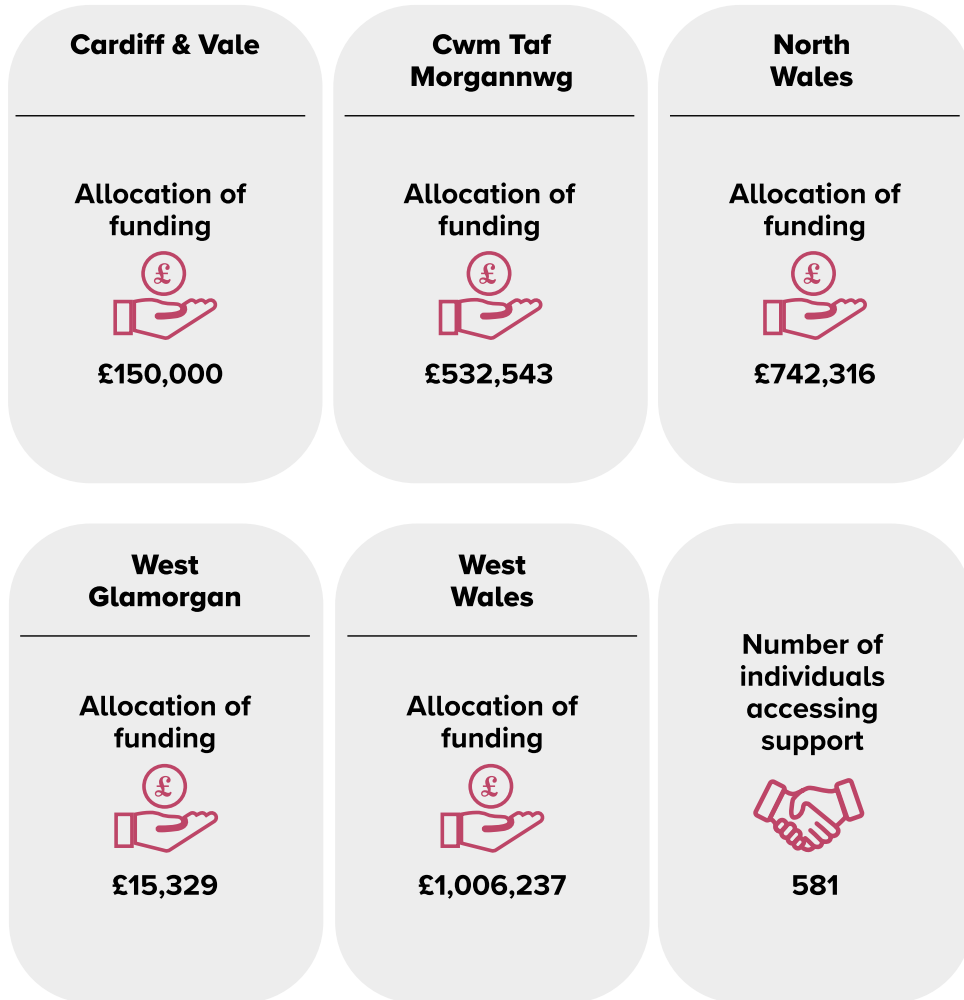 Cardiff & Vale
Allocation of
funding
£
£150,000
Cwm Taf
Morgannwg
Allocation of
funding
£
£532,543
North
Wales
Allocation of
funding
£
£742,316
West
Glamorgan
Allocation of
funding
£
£15,329
West
Wales
Allocation of
funding
£
£1,006,237
Number of
individuals
accessing
support
581